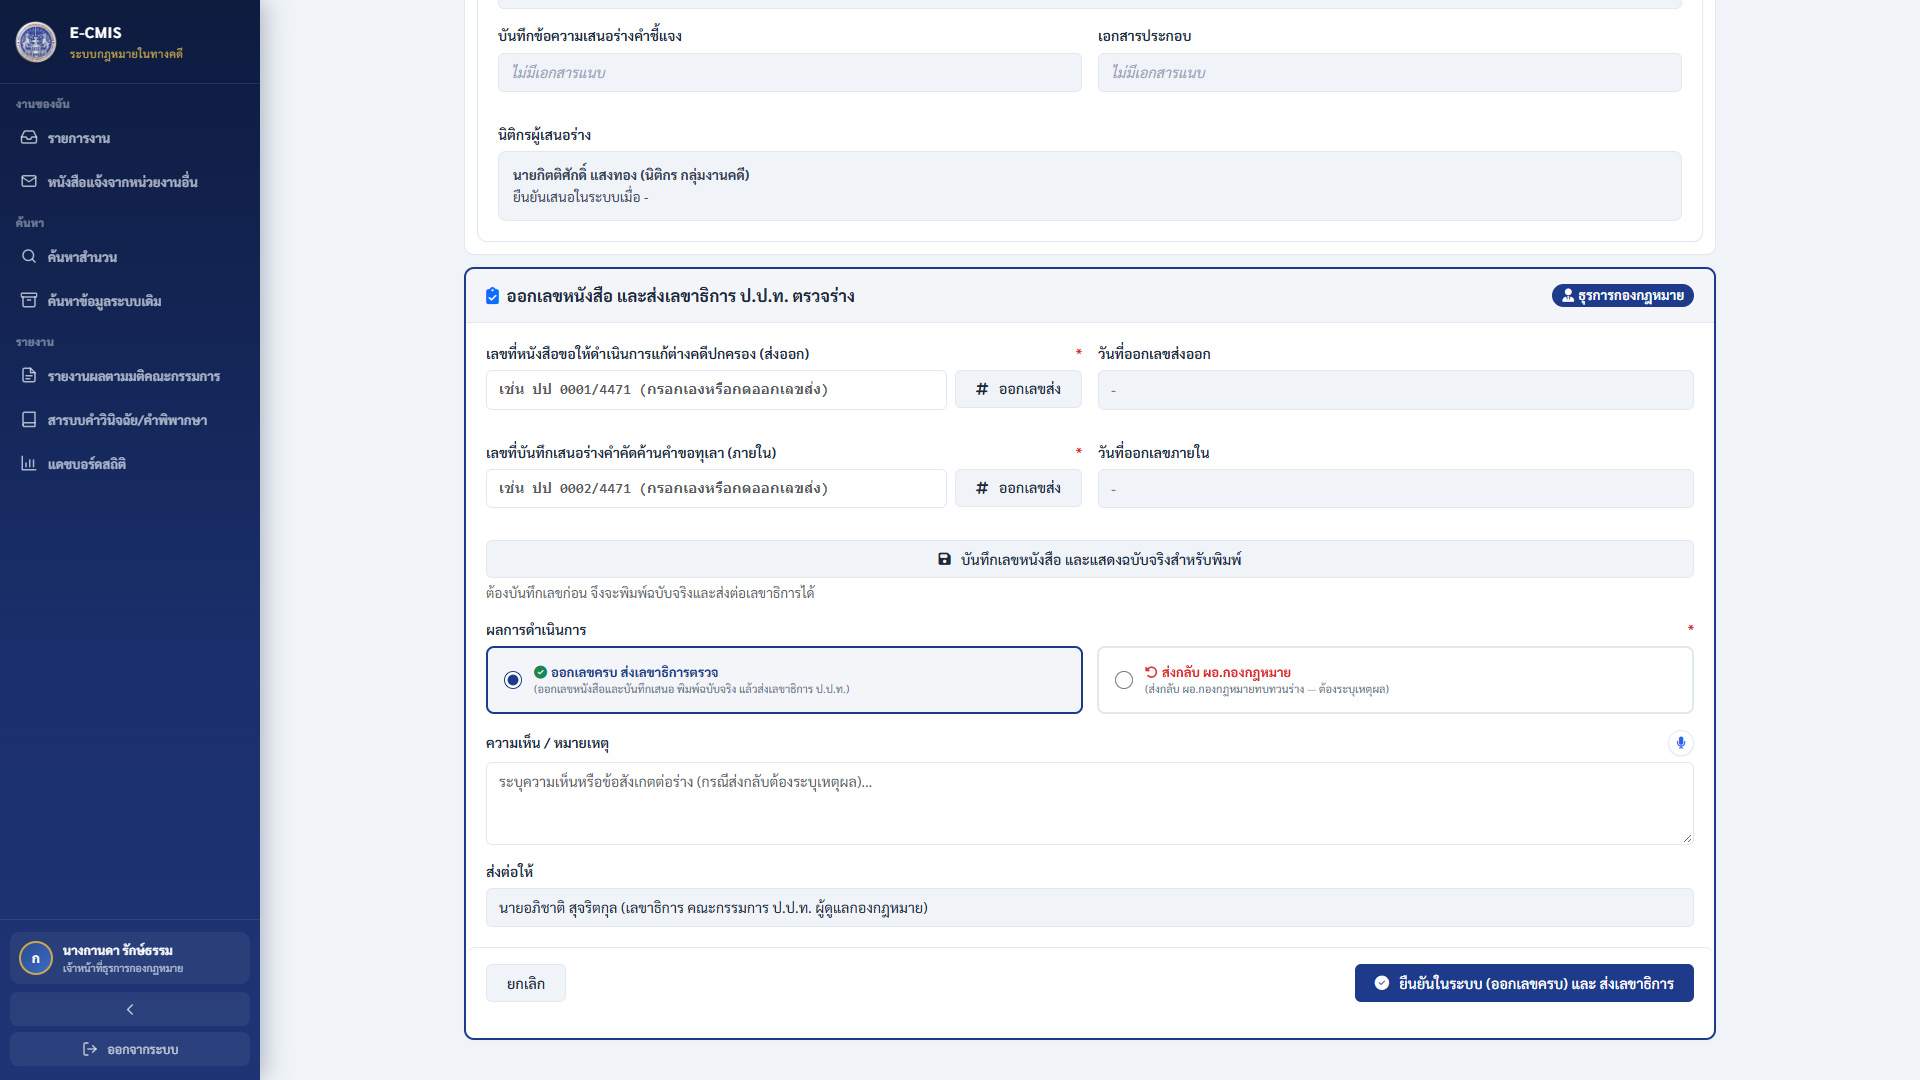 E-CMIS
ระบบกฎหมายในทางคดี
งานของฉัน
รายการงาน
หนังสือแจ้งจากหน่วยงานอื่น
ค้นหา
ค้นหาสำนวน
ค้นหาข้อมูลระบบเดิม
รายงาน
รายงานผลตามมติคณะกรรมการ
สารบบคำวินิจฉัย/คำพิพากษา
แดชบอร์ดสถิติ
ก
นางกานดา รักษ์ธรรม
เจ้าหน้าที่ธุรการกองกฎหมาย
ออกจากระบบ
บันทึกข้อความเสนอร่างคำชี้แจง
เอกสารประกอบ
ไม่มีเอกสารแนบ
ไม่มีเอกสารแนบ
นิติกรผู้เสนอร่าง
นายกิตติศักดิ์ แสงทอง (นิติกร กลุ่มงานคดี)
ยืนยันเสนอในระบบเมื่อ -
ออกเลขหนังสือ และส่งเลขาธิการ ป.ป.ท. ตรวจร่าง
ธุรการกองกฎหมาย
เลขที่หนังสือขอให้ดำเนินการแก้ต่างคดีปกครอง (ส่งออก) *
วันที่ออกเลขส่งออก
เช่น ปป 0001/4471 (กรอกเองหรือกดออกเลขส่ง)
# ออกเลขส่ง
-
เลขที่บันทึกเสนอร่างคำคัดค้านคำขอทุเลา (ภายใน) *
วันที่ออกเลขภายใน
เช่น ปป 0002/4471 (กรอกเองหรือกดออกเลขส่ง)
# ออกเลขส่ง
-
บันทึกเลขหนังสือ และแสดงฉบับจริงสำหรับพิมพ์
ต้องบันทึกเลขก่อน จึงจะพิมพ์ฉบับจริงและส่งต่อเลขาธิการได้
ผลการดำเนินการ *
ออกเลขครบ ส่งเลขาธิการตรวจ
(ออกเลขหนังสือและบันทึกเสนอ พิมพ์ฉบับจริง แล้วส่งเลขาธิการ ป.ป.ท.)
ส่งกลับ ผอ.กองกฎหมาย
(ส่งกลับ ผอ.กองกฎหมายทบทวนร่าง — ต้องระบุเหตุผล)
ความเห็น / หมายเหตุ
ระบุความเห็นหรือข้อสังเกตต่อร่าง (กรณีส่งกลับต้องระบุเหตุผล)...
ส่งต่อให้
นายอภิชาติ สุจริตกุล (เลขาธิการ คณะกรรมการ ป.ป.ท. ผู้ดูแลกองกฎหมาย)
ยกเลิก
ยืนยันในระบบ (ออกเลขครบ) และ ส่งเลขาธิการ